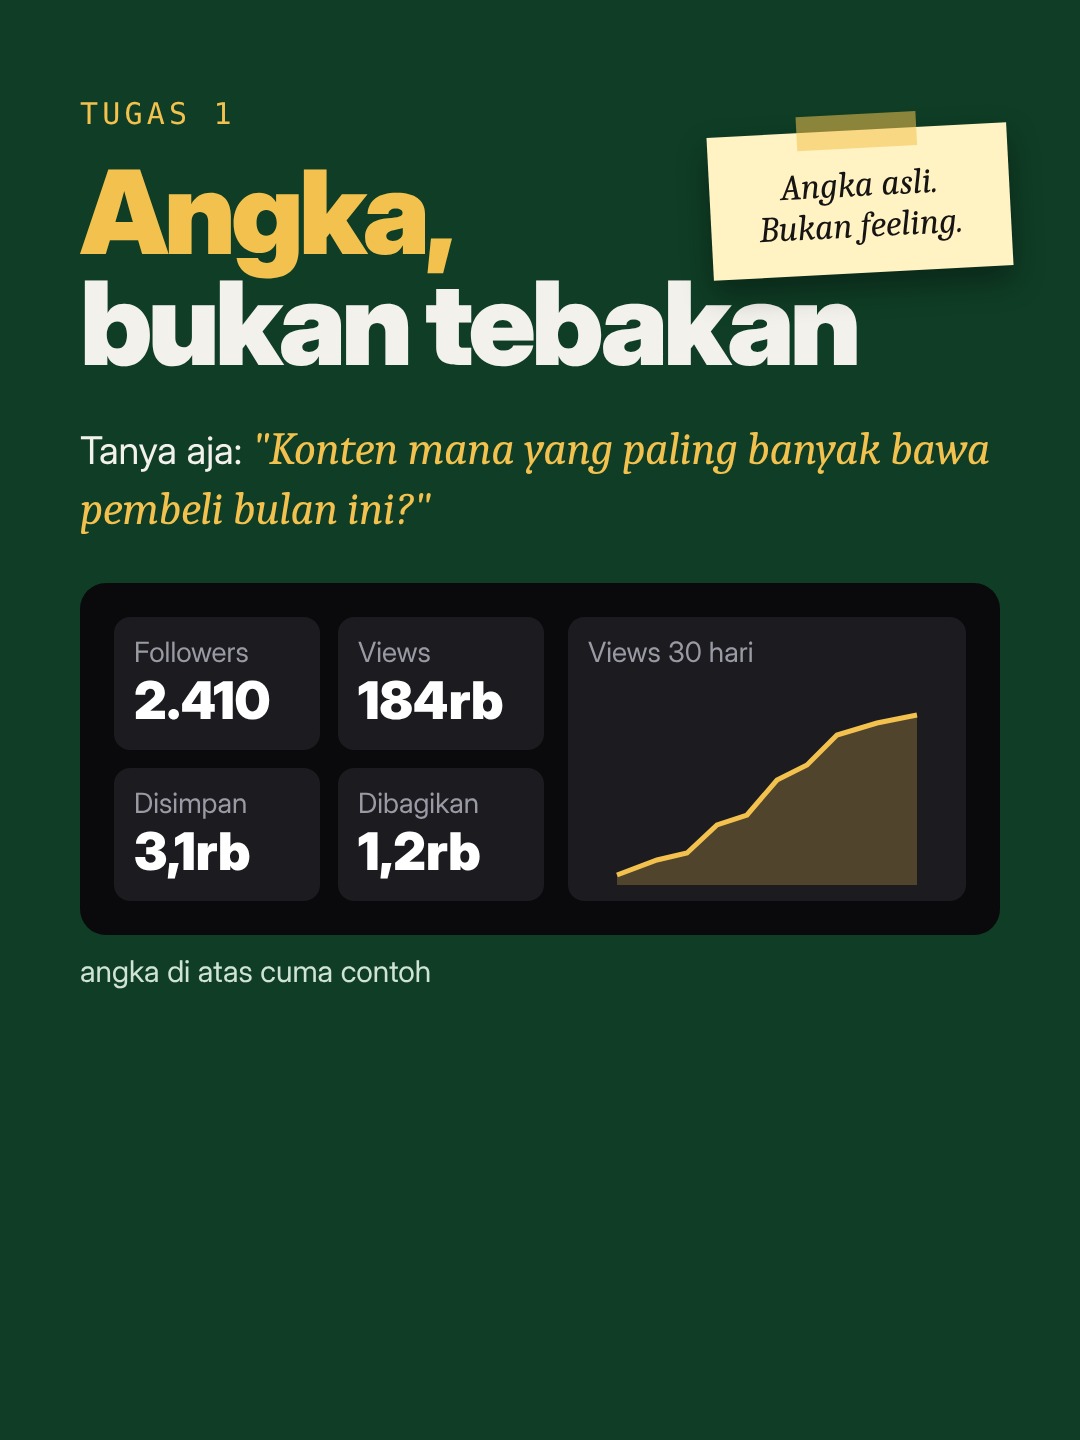 TUGAS 1
Angka,
bukan tebakan
Angka asli.
Bukan feeling.
Tanya aja: "Konten mana yang paling banyak bawa
pembeli bulan ini?"
Followers
2.410
Views
184rb
Disimpan
3,1rb
Dibagikan
1,2rb
Views 30 hari
angka di atas cuma contoh